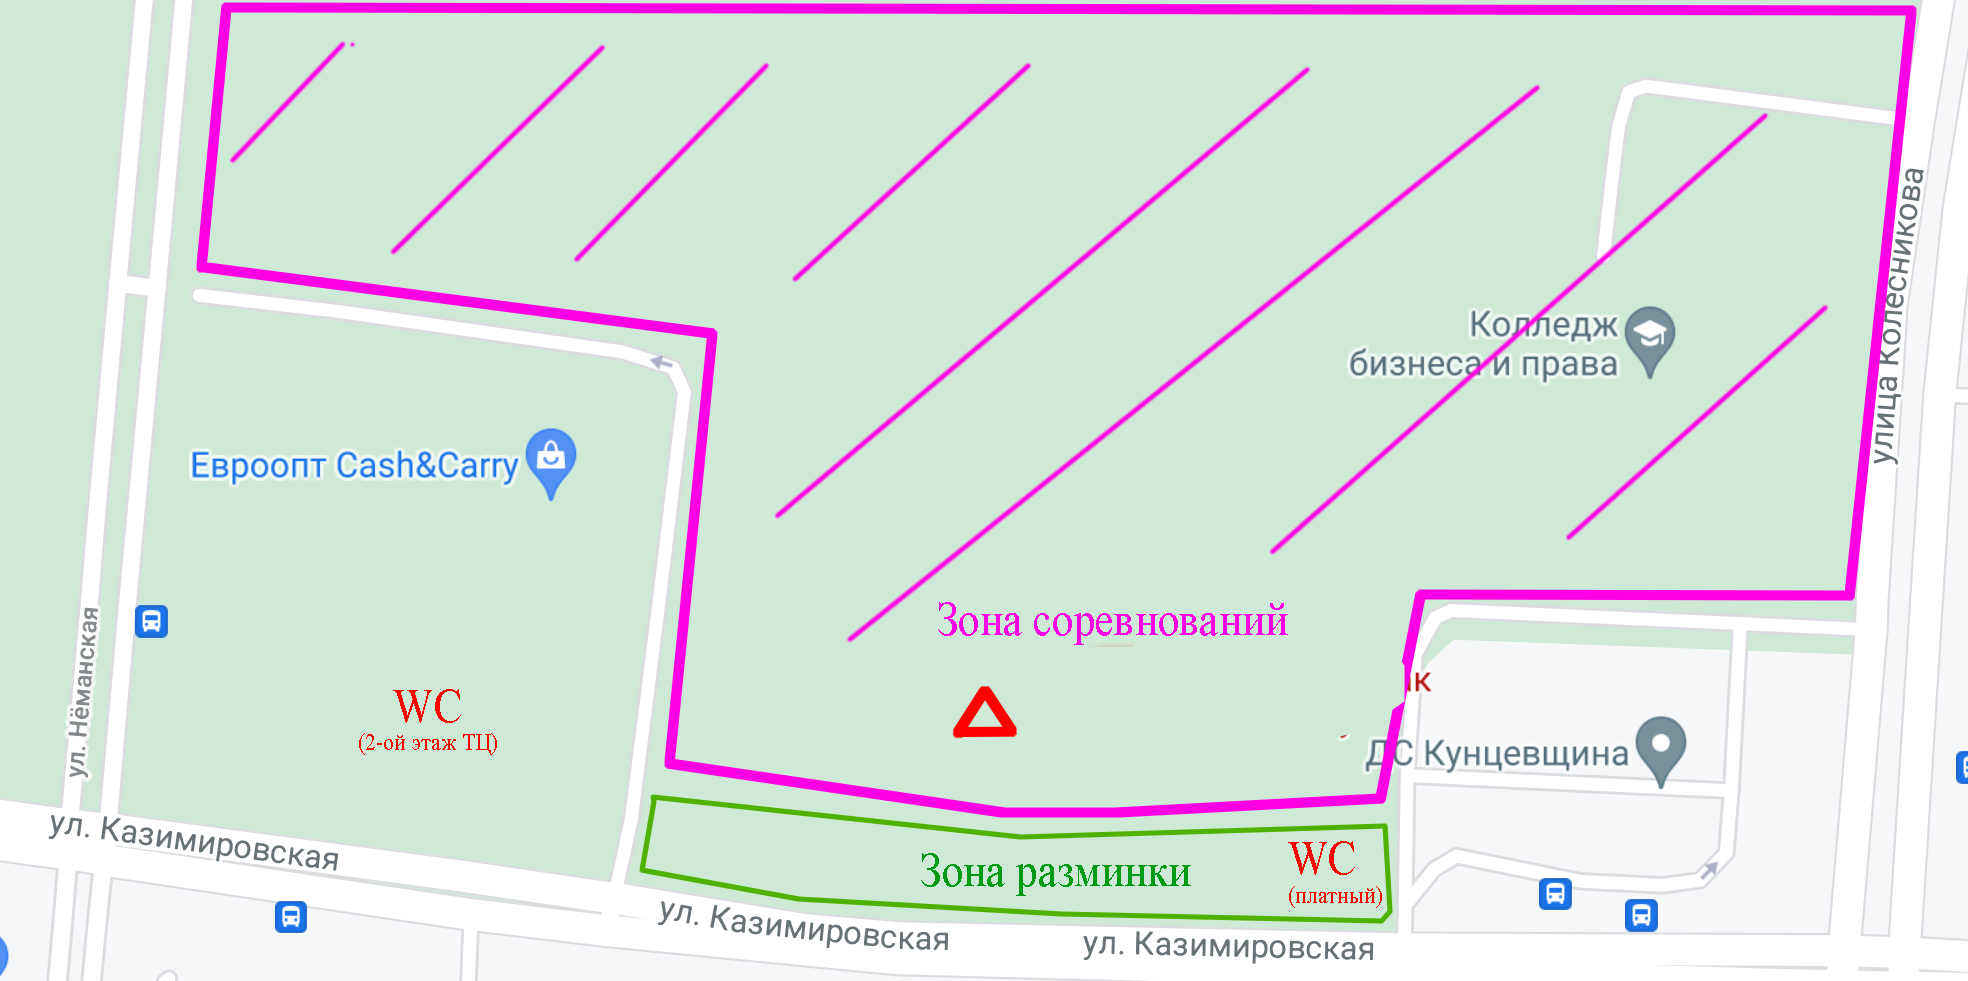 улица Колесникова
Колледж
бизнеса и права
Евроопт Cash&Carry
Зона соревнований
ул. Нёманская
WC
(2-ой этаж ТЦ)
ДС Кунцевщина
ул. Казимировская
Зона разминки
WC
(платный)
ул. Казимировская
ул. Казимировская